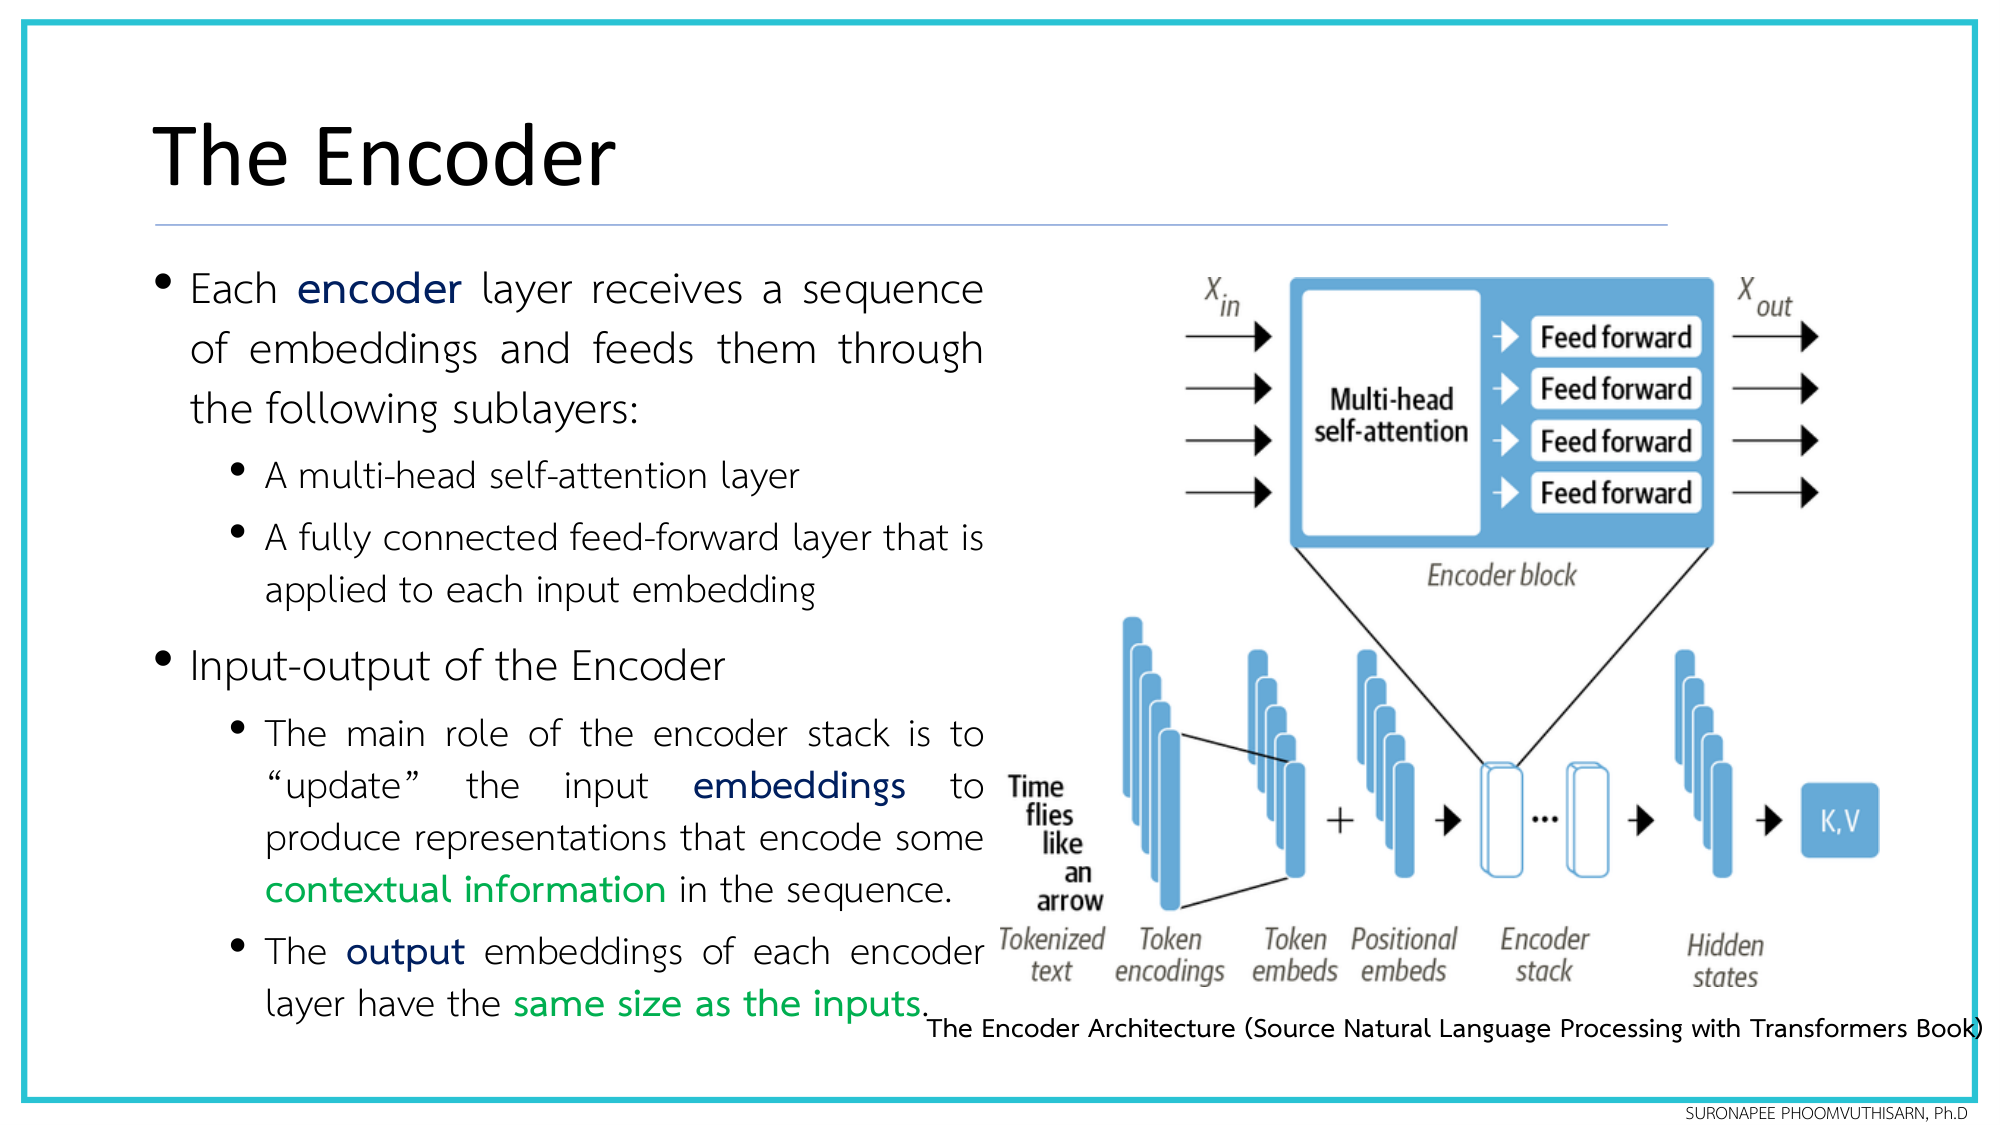 The Encoder
• Each encoder layer receives a sequence
of embeddings and feeds them through
the following sublayers:
• A multi-head self-attention layer
• A fully connected feed-forward layer that is
applied to each input embedding
• Input-output of the Encoder
• The main role of the encoder stack is to
“update” the input embeddings to
produce representations that encode some
contextual information in the sequence.
• The output embeddings of each encoder
layer have the same size as the inputs.
X in
X out
Multi-head
self-attention
Feed forward
Feed forward
Feed forward
Feed forward
Encoder block
Time
flies
like
an
arrow
+
...
K,V
Tokenized
text
Token
encodings
Token
embeds
Positional
embeds
Encoder
stack
Hidden
states
The Encoder Architecture (Source Natural Language Processing with Transformers Book)
SURONAPEE PHOOMVUTHISARN, Ph.D